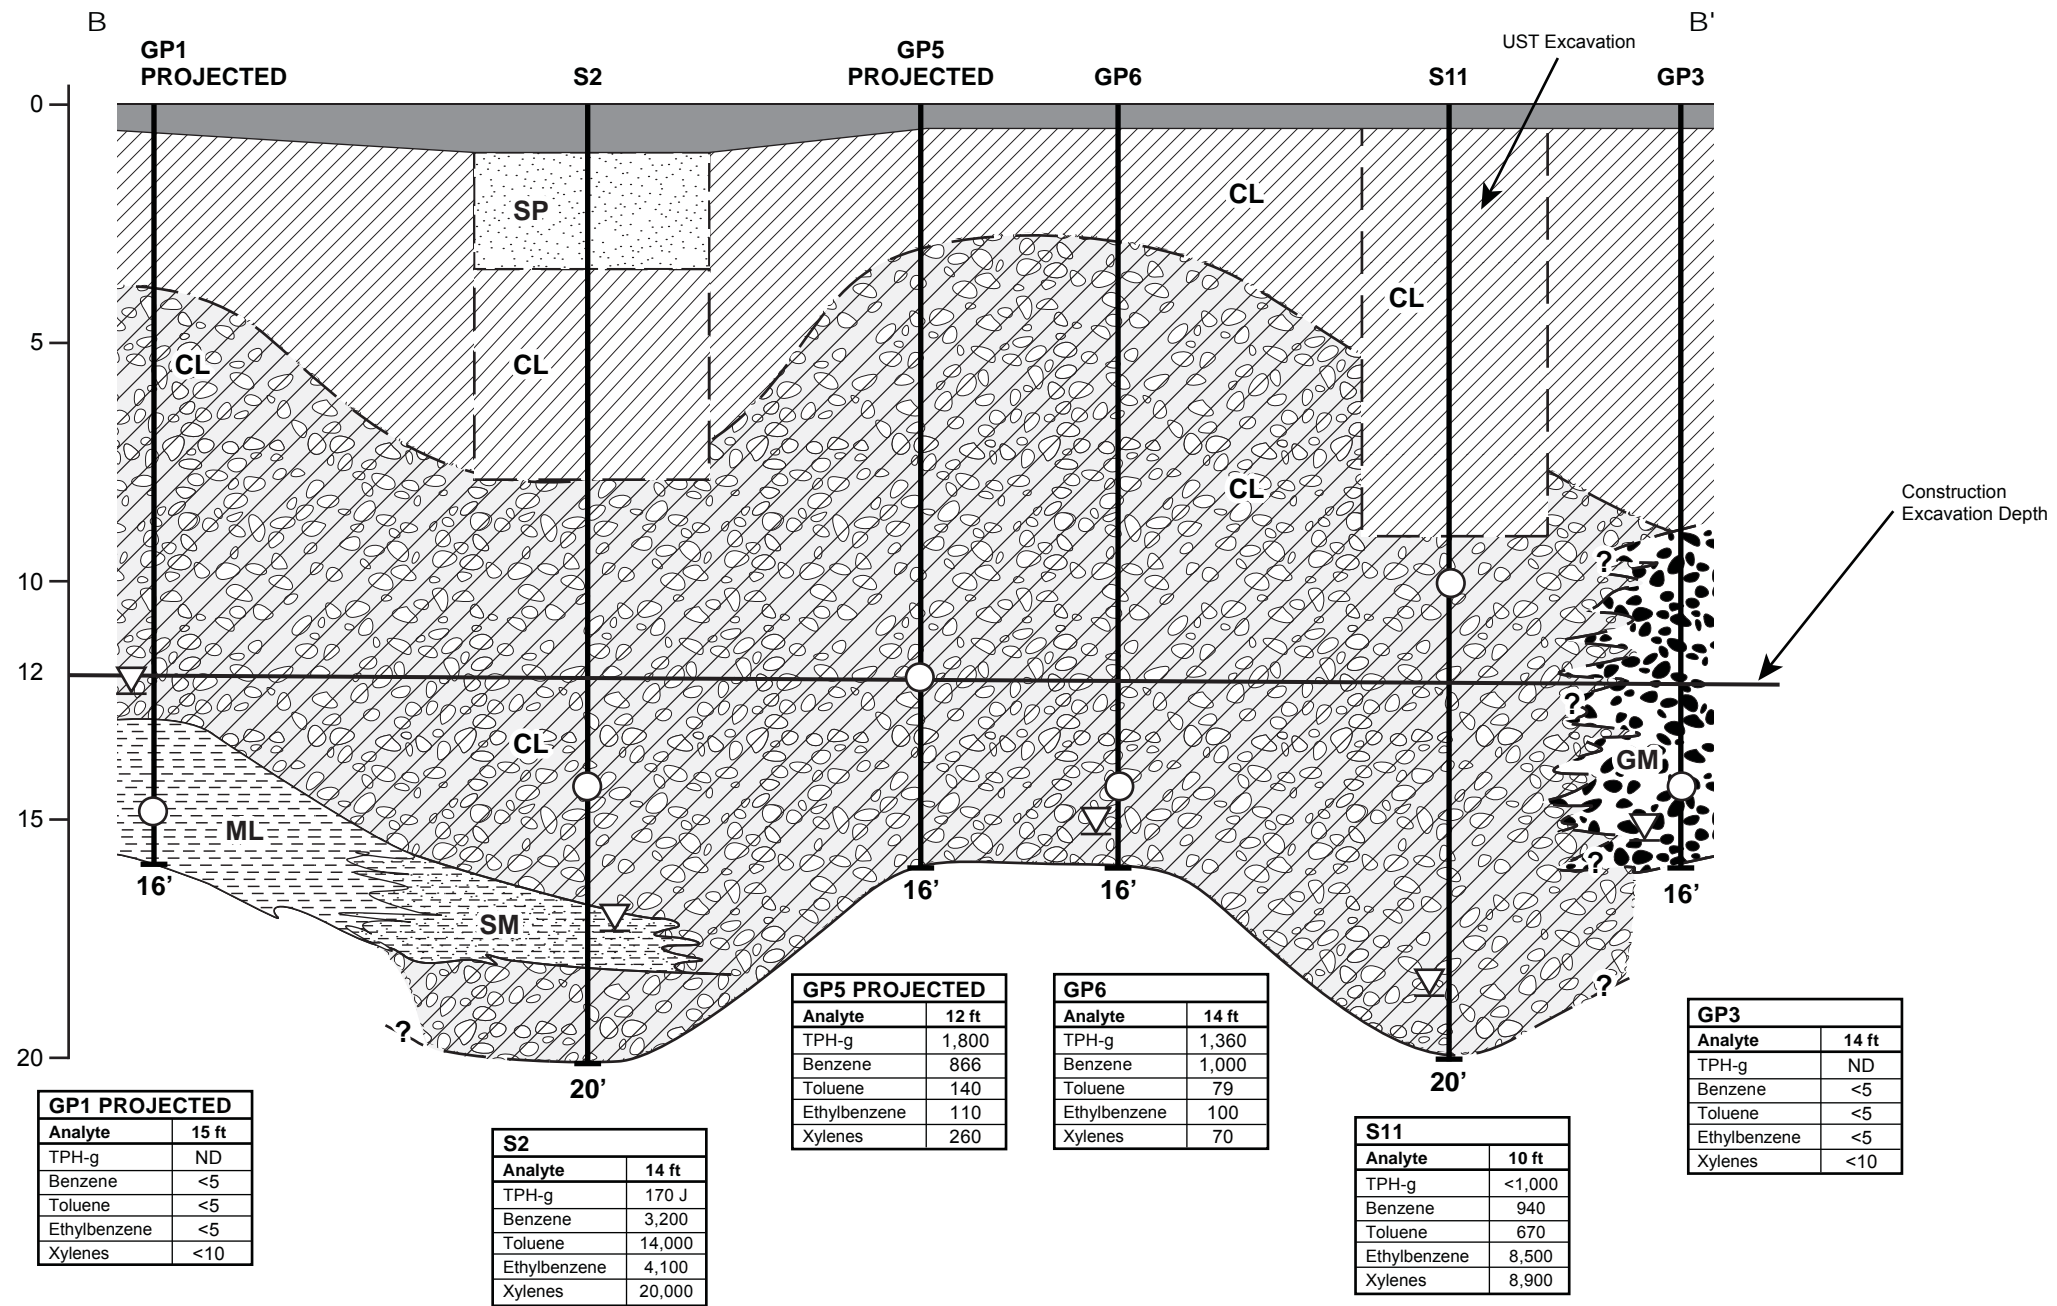 B
B'
GP1
PROJECTED
S2
GP5
PROJECTED
GP6
S11
GP3
UST Excavation
0
5
10
12
15
20
SP
CL
CL
CL
CL
CL
CL
ML
SM
GM
?
?
?
?
?
Construction
Excavation Depth
16’
20’
16’
16’
20’
16’
GP1 PROJECTED
Analyte 15 ft
TPH-g ND
Benzene <5
Toluene <5
Ethylbenzene <5
Xylenes <10
S2
Analyte 14 ft
TPH-g 170 J
Benzene 3,200
Toluene 14,000
Ethylbenzene 4,100
Xylenes 20,000
GP5 PROJECTED
Analyte 12 ft
TPH-g 1,800
Benzene 866
Toluene 140
Ethylbenzene 110
Xylenes 260
GP6
Analyte 14 ft
TPH-g 1,360
Benzene 1,000
Toluene 79
Ethylbenzene 100
Xylenes 70
S11
Analyte 10 ft
TPH-g <1,000
Benzene 940
Toluene 670
Ethylbenzene 8,500
Xylenes 8,900
GP3
Analyte 14 ft
TPH-g ND
Benzene <5
Toluene <5
Ethylbenzene <5
Xylenes <10